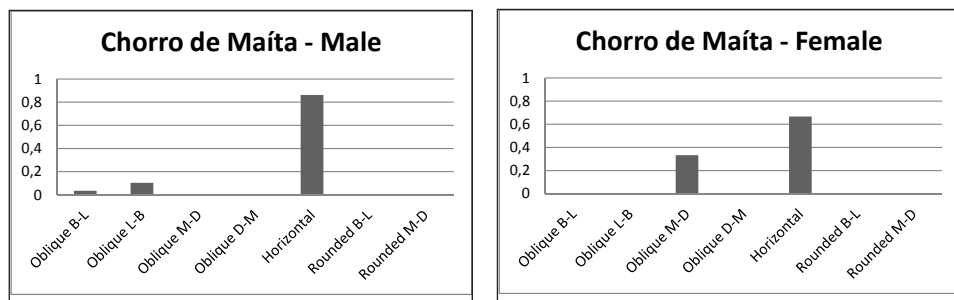 Chorro de Maíta - Male
1
0,8
0,6
0,4
0,2
0
Oblique B-L
Oblique L-B
Oblique M-D
Oblique D-M
Horizontal
Rounded B-L
Rounded M-D
Chorro de Maíta - Female
1
0,8
0,6
0,4
0,2
0
Oblique B-L
Oblique L-B
Oblique M-D
Oblique D-M
Horizontal
Rounded B-L
Rounded M-D